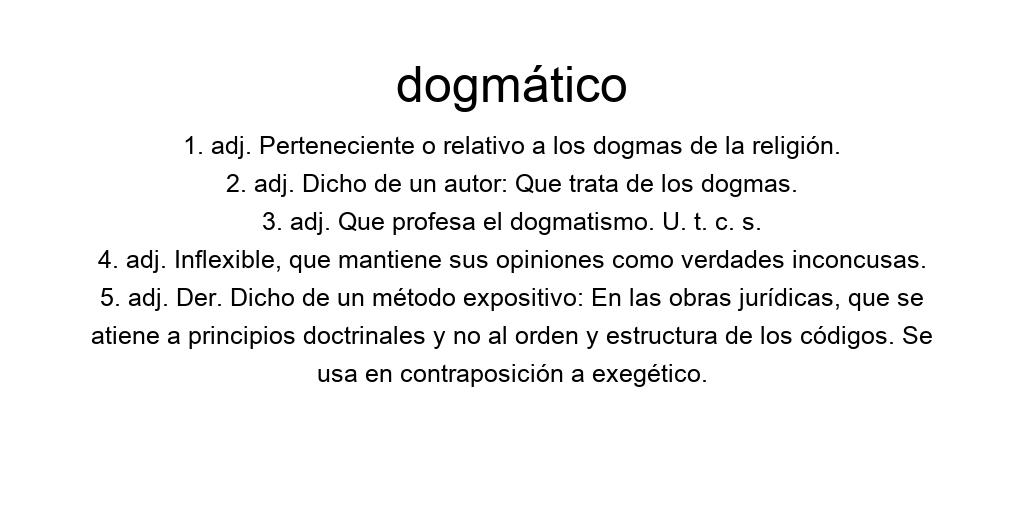 dogmático
1. adj. Perteneciente o relativo a los dogmas de la religión.
2. adj. Dicho de un autor: Que trata de los dogmas.
3. adj. Que profesa el dogmatismo. U. t. c. s.
4. adj. Inflexible, que mantiene sus opiniones como verdades inconcusas.
5. adj. Der. Dicho de un método expositivo: En las obras jurídicas, que se
atiene a principios doctrinales y no al orden y estructura de los códigos. Se
usa en contraposición a exegético.